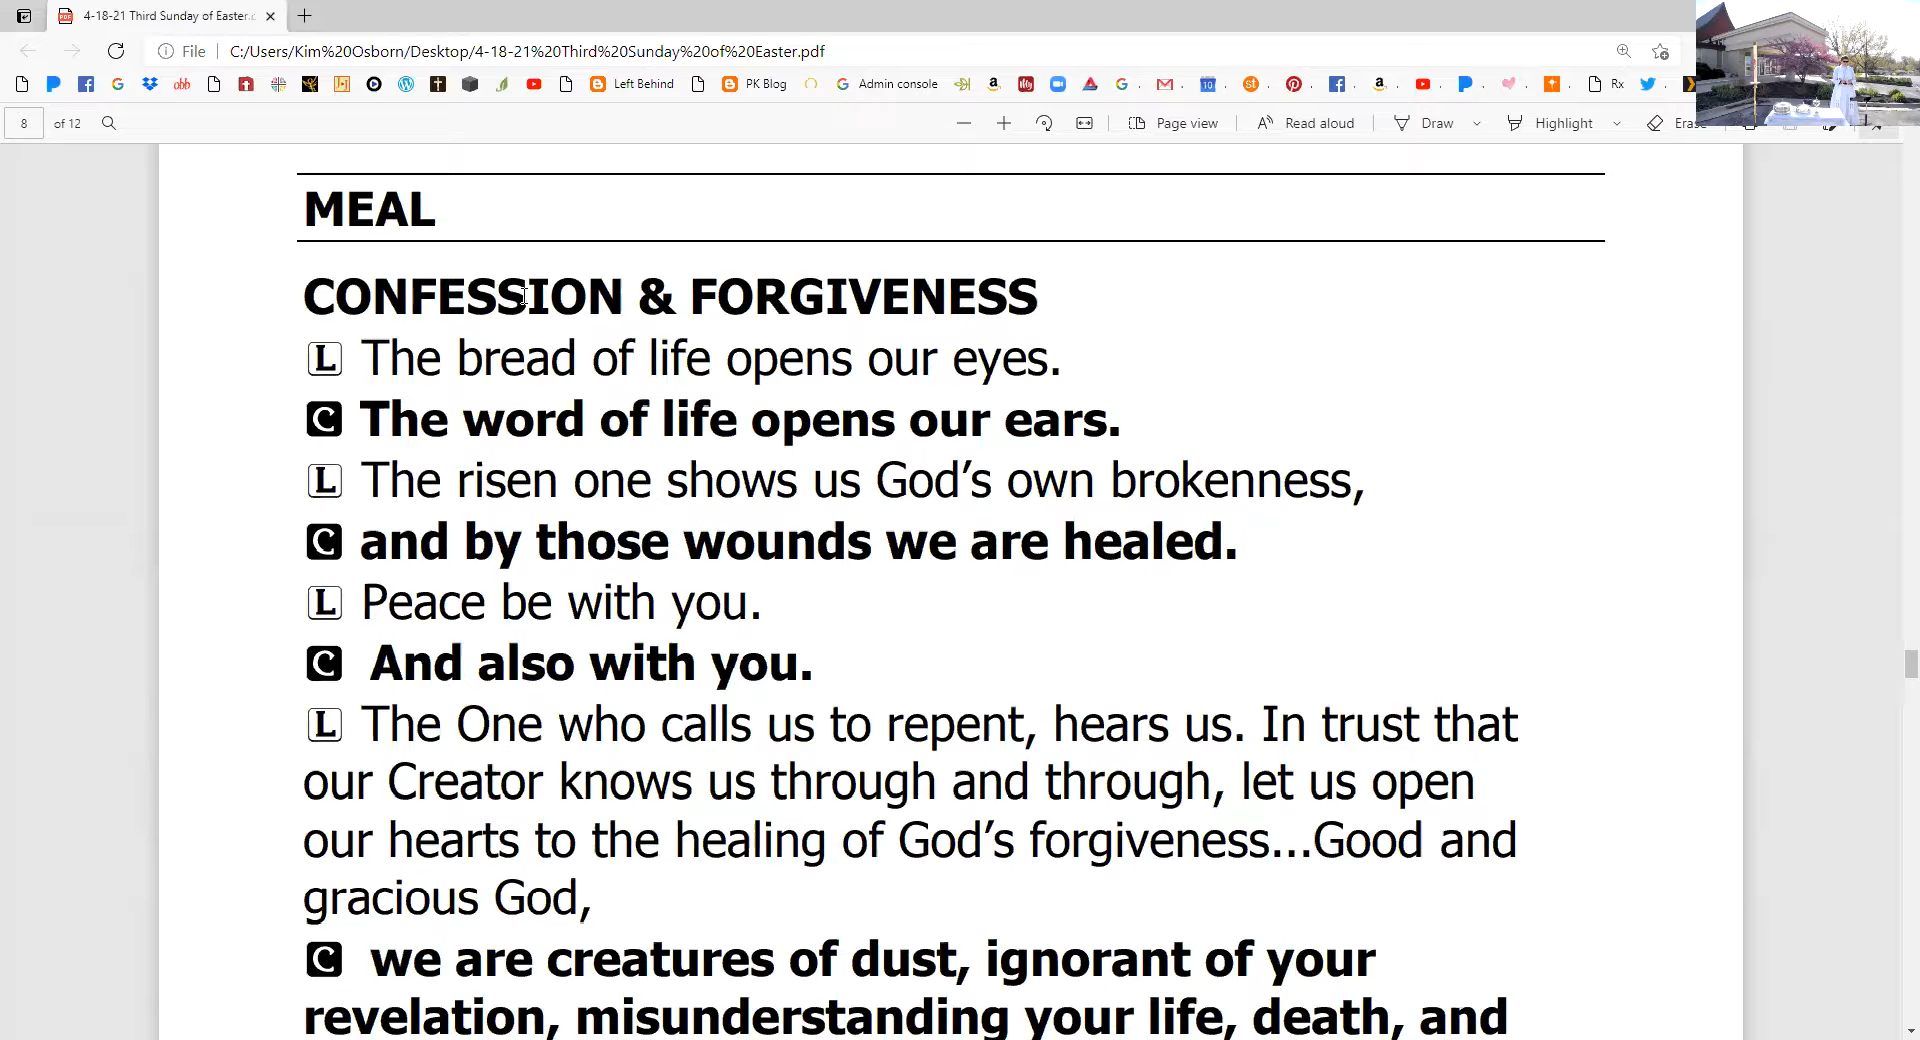 4-18-21 Third Sunday of Easter.
File
C:/Users/Kim%20Osborn/Desktop/4-18-21%20Third%20Sunday%20of%20Easter.pdf
Left Behind
PK Blog
Admin console
Rx
8
of 12
Page view
Read aloud
Draw
Highlight
Erase
MEAL
CONFESSION & FORGIVENESS
L The bread of life opens our eyes.
C The word of life opens our ears.
L The risen one shows us God’s own brokenness,
C and by those wounds we are healed.
L Peace be with you.
C And also with you.
L The One who calls us to repent, hears us. In trust that
our Creator knows us through and through, let us open
our hearts to the healing of God’s forgiveness...Good and
gracious God,
C we are creatures of dust, ignorant of your
revelation, misunderstanding your life, death, and